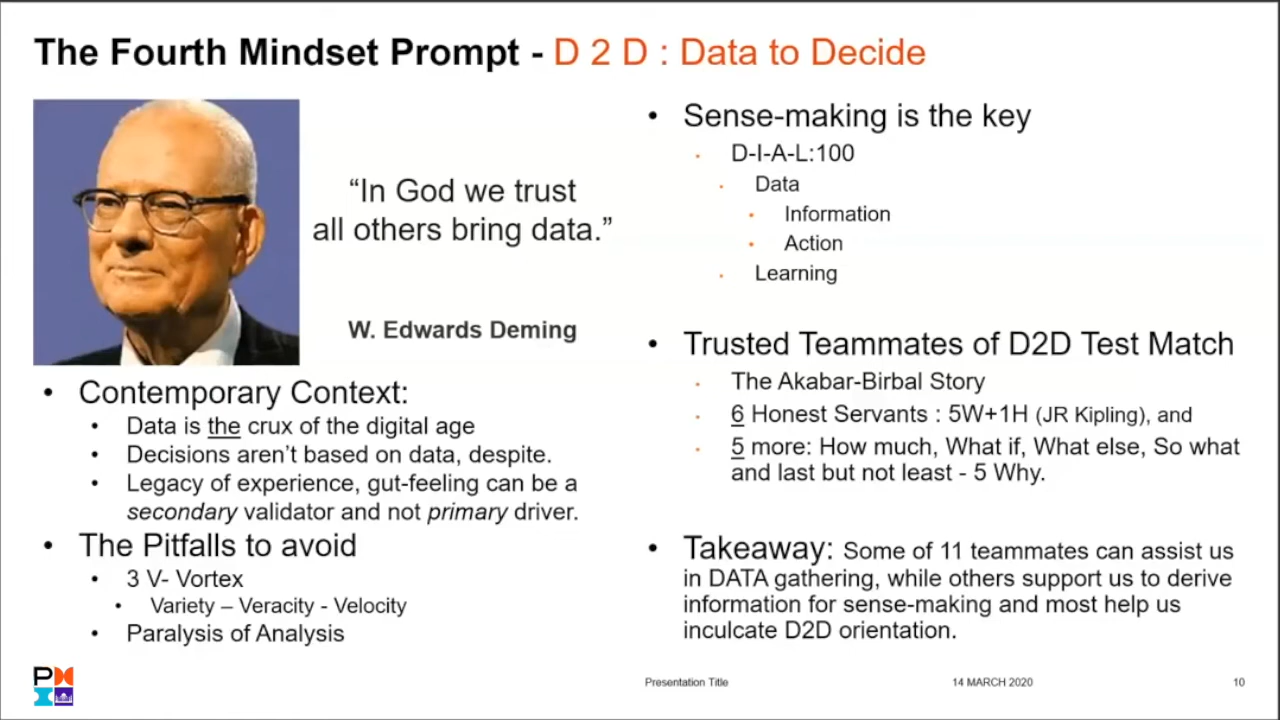 The Fourth Mindset Prompt - D 2 D : Data to Decide
“In God we trust
all others bring data.”
W. Edwards Deming
• Contemporary Context:
• Data is the crux of the digital age
• Decisions aren’t based on data, despite.
• Legacy of experience, gut-feeling can be a
secondary validator and not primary driver.
• The Pitfalls to avoid
• 3 V- Vortex
• Variety – Veracity - Velocity
• Paralysis of Analysis
• Sense-making is the key
• D-I-A-L:100
• Data
• Information
• Action
• Learning
• Trusted Teammates of D2D Test Match
• The Akabar-Birbal Story
• 6 Honest Servants : 5W+1H (JR Kipling), and
• 5 more: How much, What if, What else, So what
and last but not least - 5 Why.
• Takeaway: Some of 11 teammates can assist us
in DATA gathering, while others support us to derive
information for sense-making and most help us
inculcate D2D orientation.
P
Presentation Title
14 MARCH 2020
10